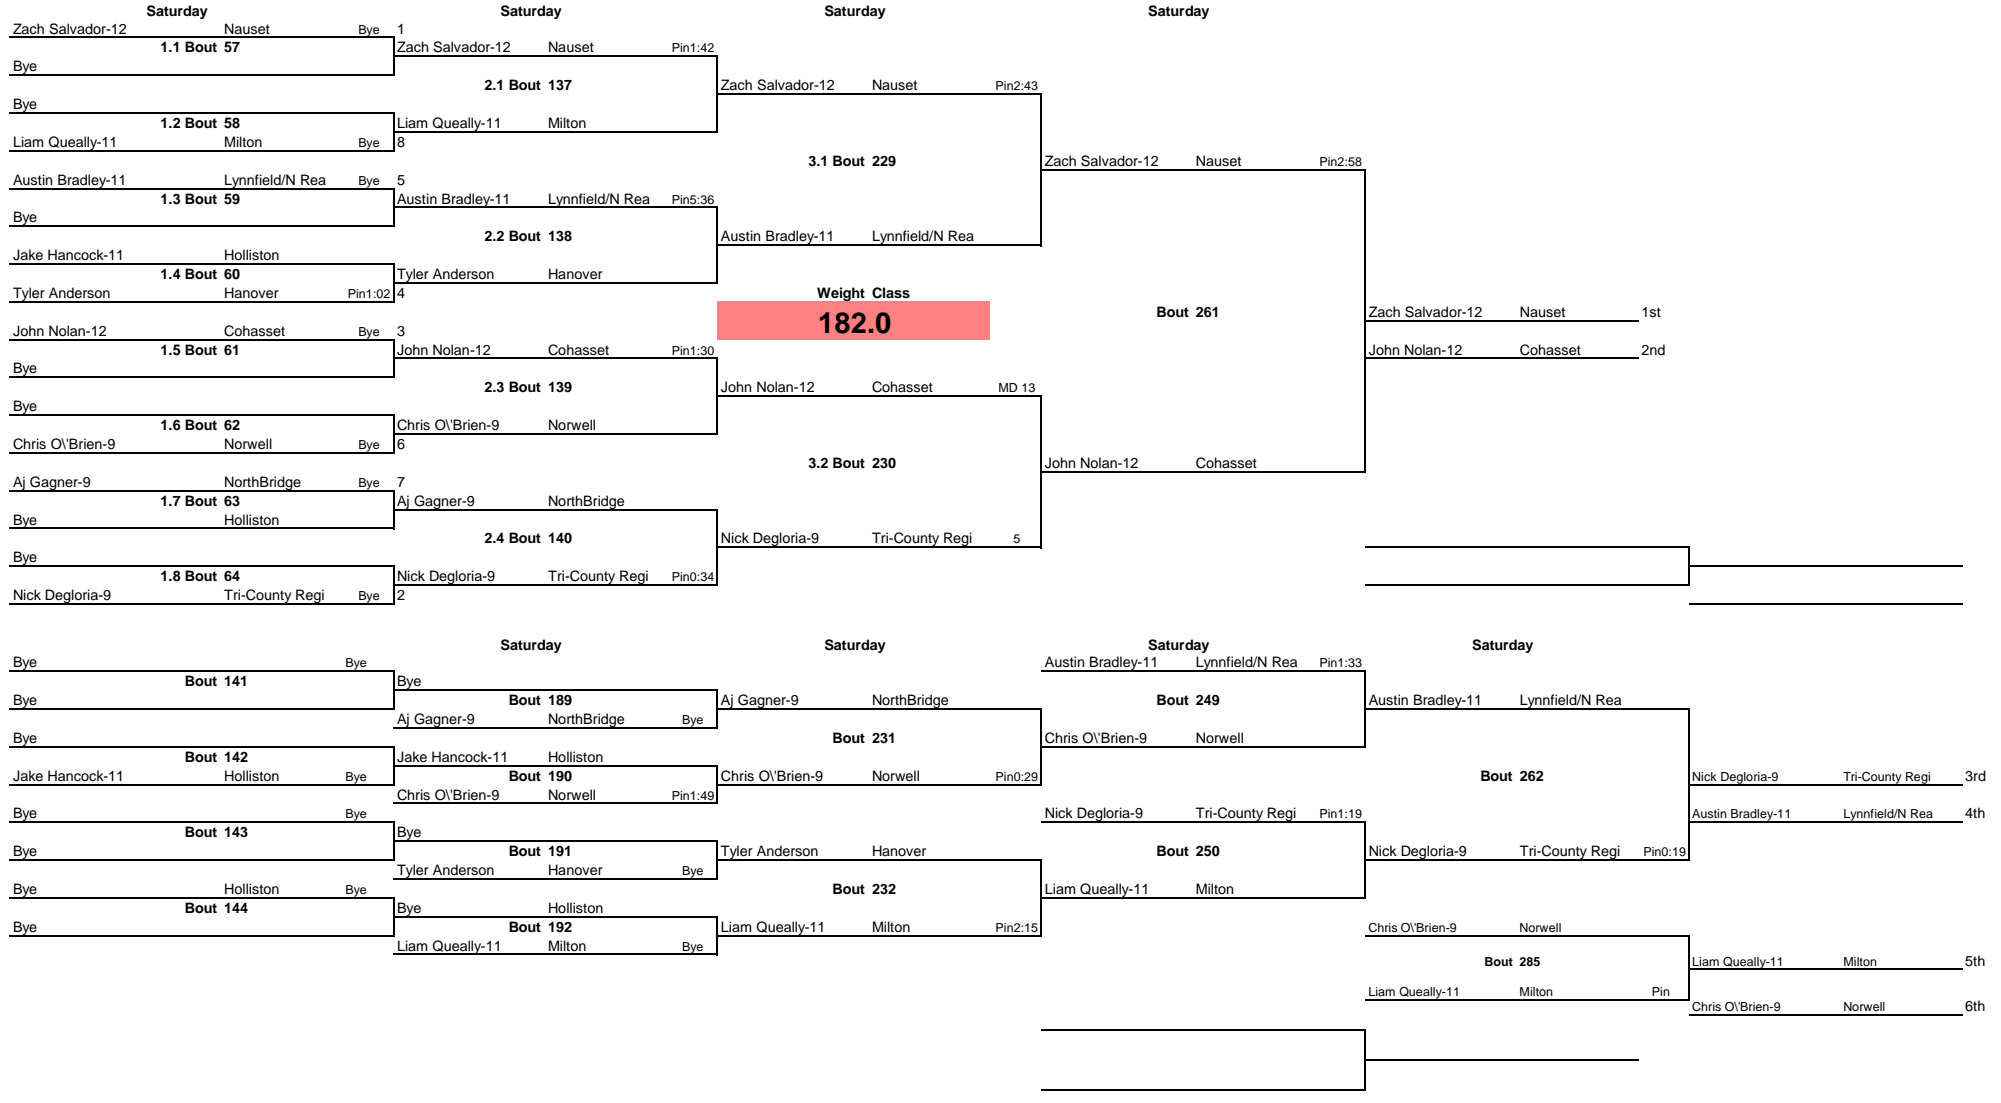 Saturday Saturday Saturday Saturday
Zach Salvador-12 Nauset Bye 1
1.1 Bout 57 Zach Salvador-12 Nauset Pin1:42
Bye
2.1 Bout 137 Zach Salvador-12 Nauset Pin2:43
Bye
1.2 Bout 58 Liam Queally-11 Milton
Liam Queally-11 Milton Bye 8
3.1 Bout 229 Zach Salvador-12 Nauset Pin2:58
Austin Bradley-11 Lynnfield/N Rea Bye 5
1.3 Bout 59 Austin Bradley-11 Lynnfield/N Rea Pin5:36
Bye
2.2 Bout 138 Austin Bradley-11 Lynnfield/N Rea
Jake Hancock-11 Holliston
1.4 Bout 60 Tyler Anderson Hanover
Tyler Anderson Hanover Pin1:02 4 Weight Class
182.0 Bout 261 Zach Salvador-12 Nauset 1st
John Nolan-12 Cohasset Bye 3
1.5 Bout 61 John Nolan-12 Cohasset Pin1:30 John Nolan-12 Cohasset 2nd
Bye
2.3 Bout 139 John Nolan-12 Cohasset MD 13
Bye
1.6 Bout 62 Chris O\'Brien-9 Norwell
Chris O\'Brien-9 Norwell Bye 6
3.2 Bout 230 John Nolan-12 Cohasset
Aj Gagner-9 NorthBridge Bye 7
1.7 Bout 63 Aj Gagner-9 NorthBridge
Bye Holliston
2.4 Bout 140 Nick Degloria-9 Tri-County Regi 5
Bye
1.8 Bout 64 Nick Degloria-9 Tri-County Regi Pin0:34
Nick Degloria-9 Tri-County Regi Bye 2
Saturday Saturday Saturday Saturday
Bye Bye Austin Bradley-11 Lynnfield/N Rea Pin1:33
Bout 141 Bye
Bye Bout 189 Aj Gagner-9 NorthBridge Bout 249 Austin Bradley-11 Lynnfield/N Rea
Aj Gagner-9 NorthBridge Bye
Bye Bout 231 Chris O\'Brien-9 Norwell
Bout 142 Jake Hancock-11 Holliston
Jake Hancock-11 Holliston Bye Bout 190 Chris O\'Brien-9 Norwell Pin0:29 Bout 262 Nick Degloria-9 Tri-County Regi 3rd
Chris O\'Brien-9 Norwell Pin1:49
Bye Bye Nick Degloria-9 Tri-County Regi Pin1:19 Austin Bradley-11 Lynnfield/N Rea 4th
Bout 143 Bye
Bye Bout 191 Tyler Anderson Hanover Bout 250 Nick Degloria-9 Tri-County Regi Pin0:19
Tyler Anderson Hanover Bye
Bye Holliston Bye Bout 232 Liam Queally-11 Milton
Bout 144 Bye Holliston
Bye Bout 192 Liam Queally-11 Milton Pin2:15 Chris O\'Brien-9 Norwell
Liam Queally-11 Milton Bye
Bout 285 Liam Queally-11 Milton 5th
Liam Queally-11 Milton Pin
Chris O\'Brien-9 Norwell 6th